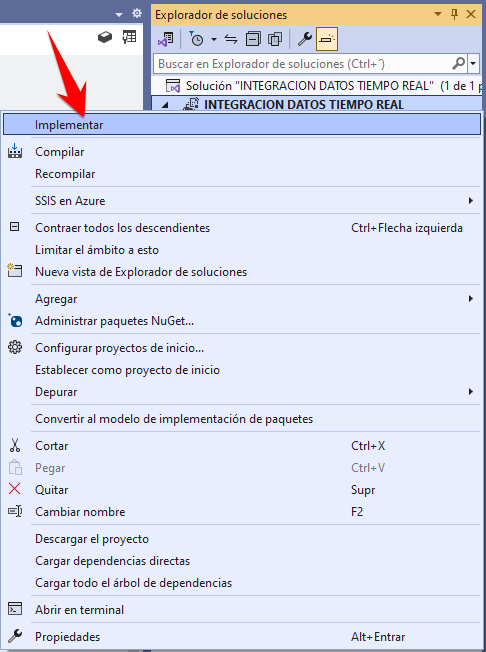 Explorador de soluciones
Buscar en Explorador de soluciones (Ctrl+´)
Solución "INTEGRACION DATOS TIEMPO REAL" (1 de 1 p
INTEGRACION DATOS TIEMPO REAL
Implementar
Compilar
Recompilar
SSIS en Azure
Contraer todos los descendientes Ctrl+Flecha izquierda
Limitar el ámbito a esto
Nueva vista de Explorador de soluciones
Agregar
Administrar paquetes NuGet...
Configurar proyectos de inicio...
Establecer como proyecto de inicio
Depurar
Convertir al modelo de implementación de paquetes
Cortar Ctrl+X
Pegar Ctrl+V
Quitar Supr
Cambiar nombre F2
Descargar el proyecto
Cargar dependencias directas
Cargar todo el árbol de dependencias
Abrir en terminal
Propiedades Alt+Entrar